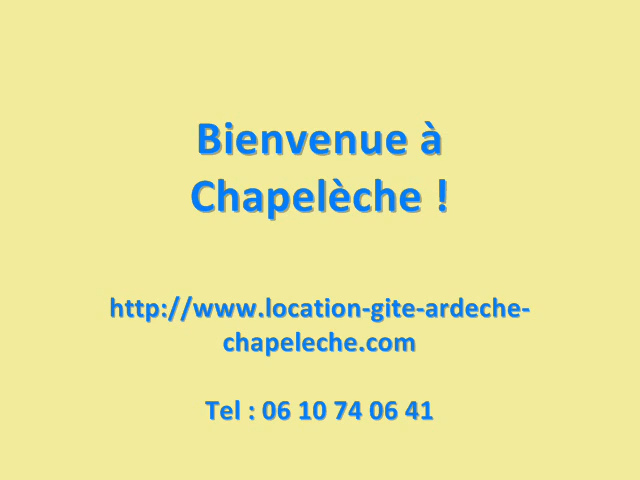 Bienvenue à
Chapelèche !
http://www.location-gite-ardeche-
chapeleche.com
Tel : 06 10 74 06 41